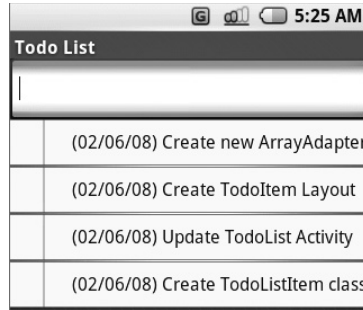 G 5:25 AM
Todo List
(02/06/08) Create new ArrayAdapter
(02/06/08) Create TodoItem Layout
(02/06/08) Update TodoList Activity
(02/06/08) Create TodoListItem class